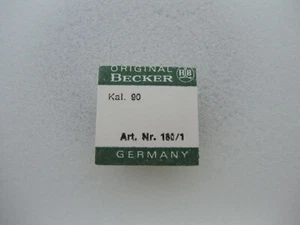 ORIGINAL
BECKER
Kal. 90
Art. Nr. 180/1
GERMANY